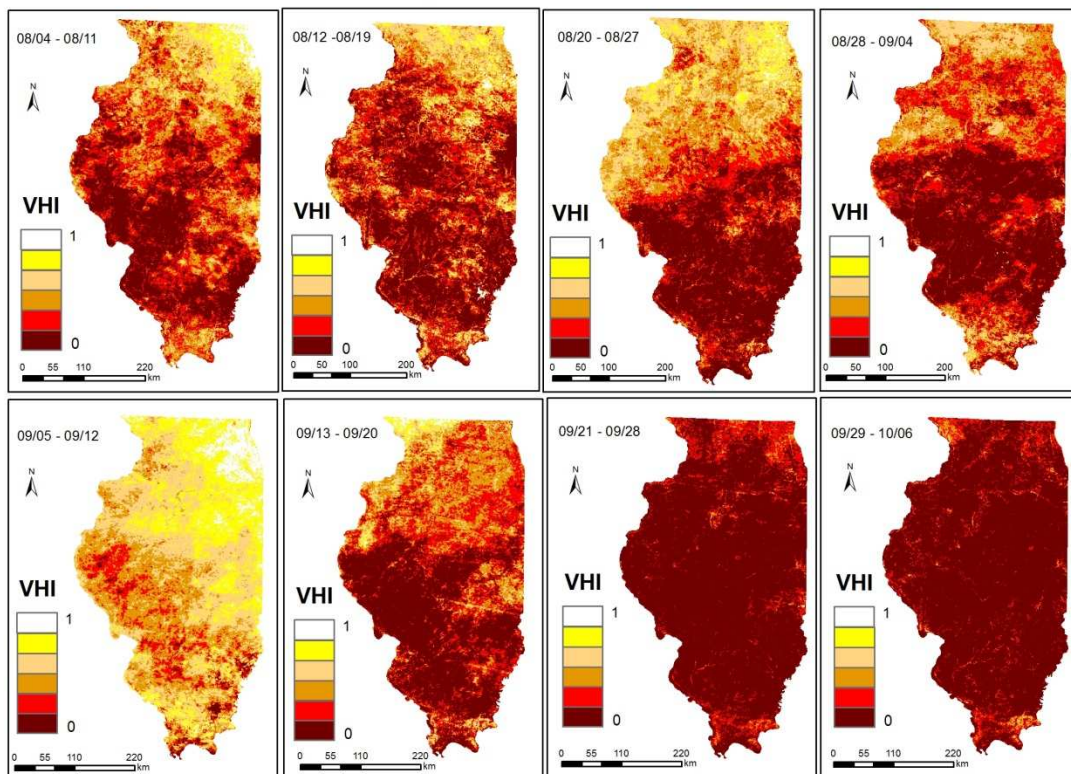 08/04 - 08/11
N
VHI
1
0
0 55 110 220
km
08/12 -08/19
N
VHI
1
0
0 50 100 200
km
08/20 - 08/27
N
VHI
1
0
0 50 100 200
km
08/28 - 09/04
N
VHI
1
0
0 55 110 220
km
09/05 - 09/12
N
VHI
1
0
0 55 110 220
km
09/13 - 09/20
N
VHI
1
0
0 55 110 220
km
09/21 - 09/28
N
VHI
1
0
0 55 110 220
km
09/29 - 10/06
N
VHI
1
0
0 55 110 220
km